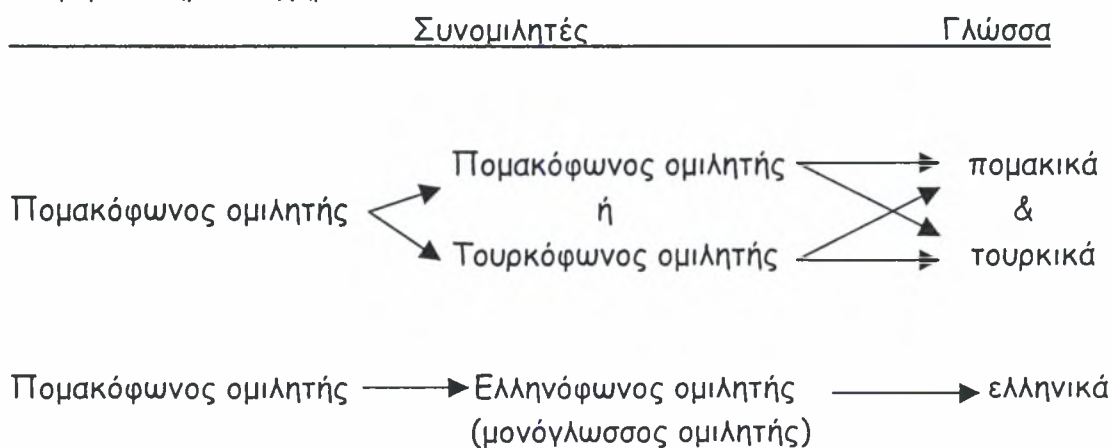 Συνομιλητές Γλώσσα
Πομακόφωνος ομιλητής πομακικά
Πομακόφωνος ομιλητής ή &
Τουρκόφωνος ομιλητής τουρκικά
Πομακόφωνος ομιλητής Ελληνόφωνος ομιλητής ελληνικά
(μονόγλωσσος ομιλητής)